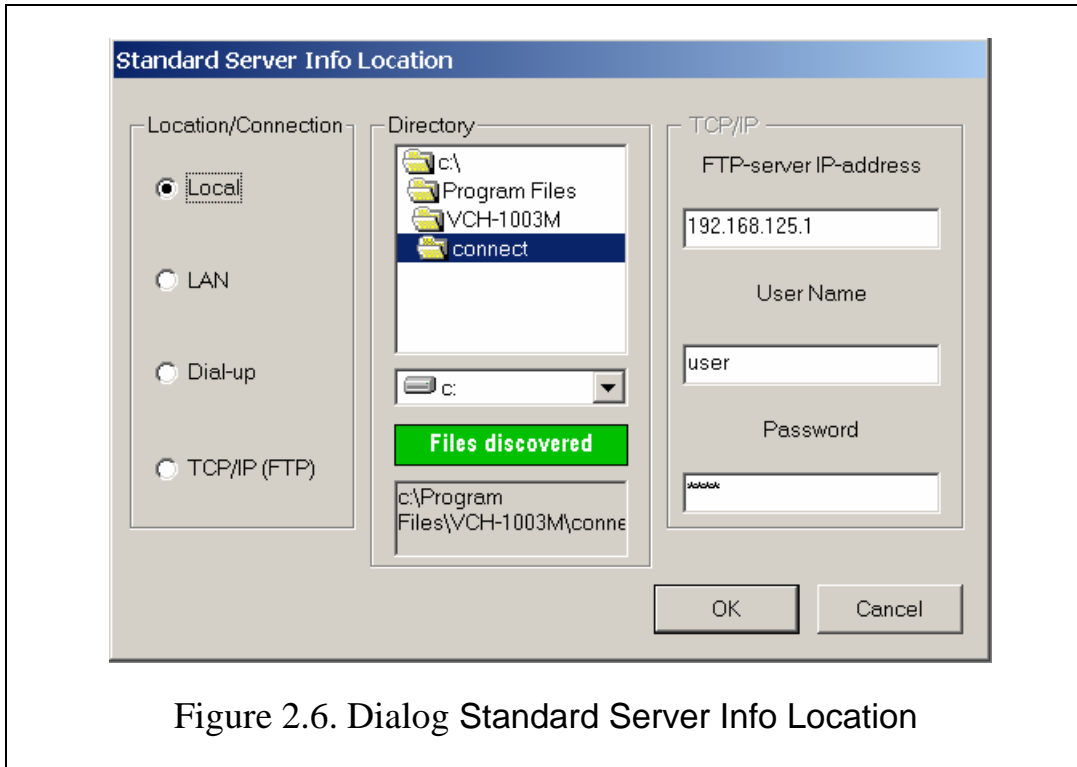 Standard Server Info Location
Location/Connection
Local
LAN
Dial-up
TCP/IP (FTP)
Directory
c:\
Program Files
VCH-1003M
connect
c:
Files discovered
c:\Program
Files\VCH-1003M\conne
TCP/IP
FTP-server IP-address
192.168.125.1
User Name
user
Password
*****
OK
Cancel
Figure 2.6. Dialog Standard Server Info Location